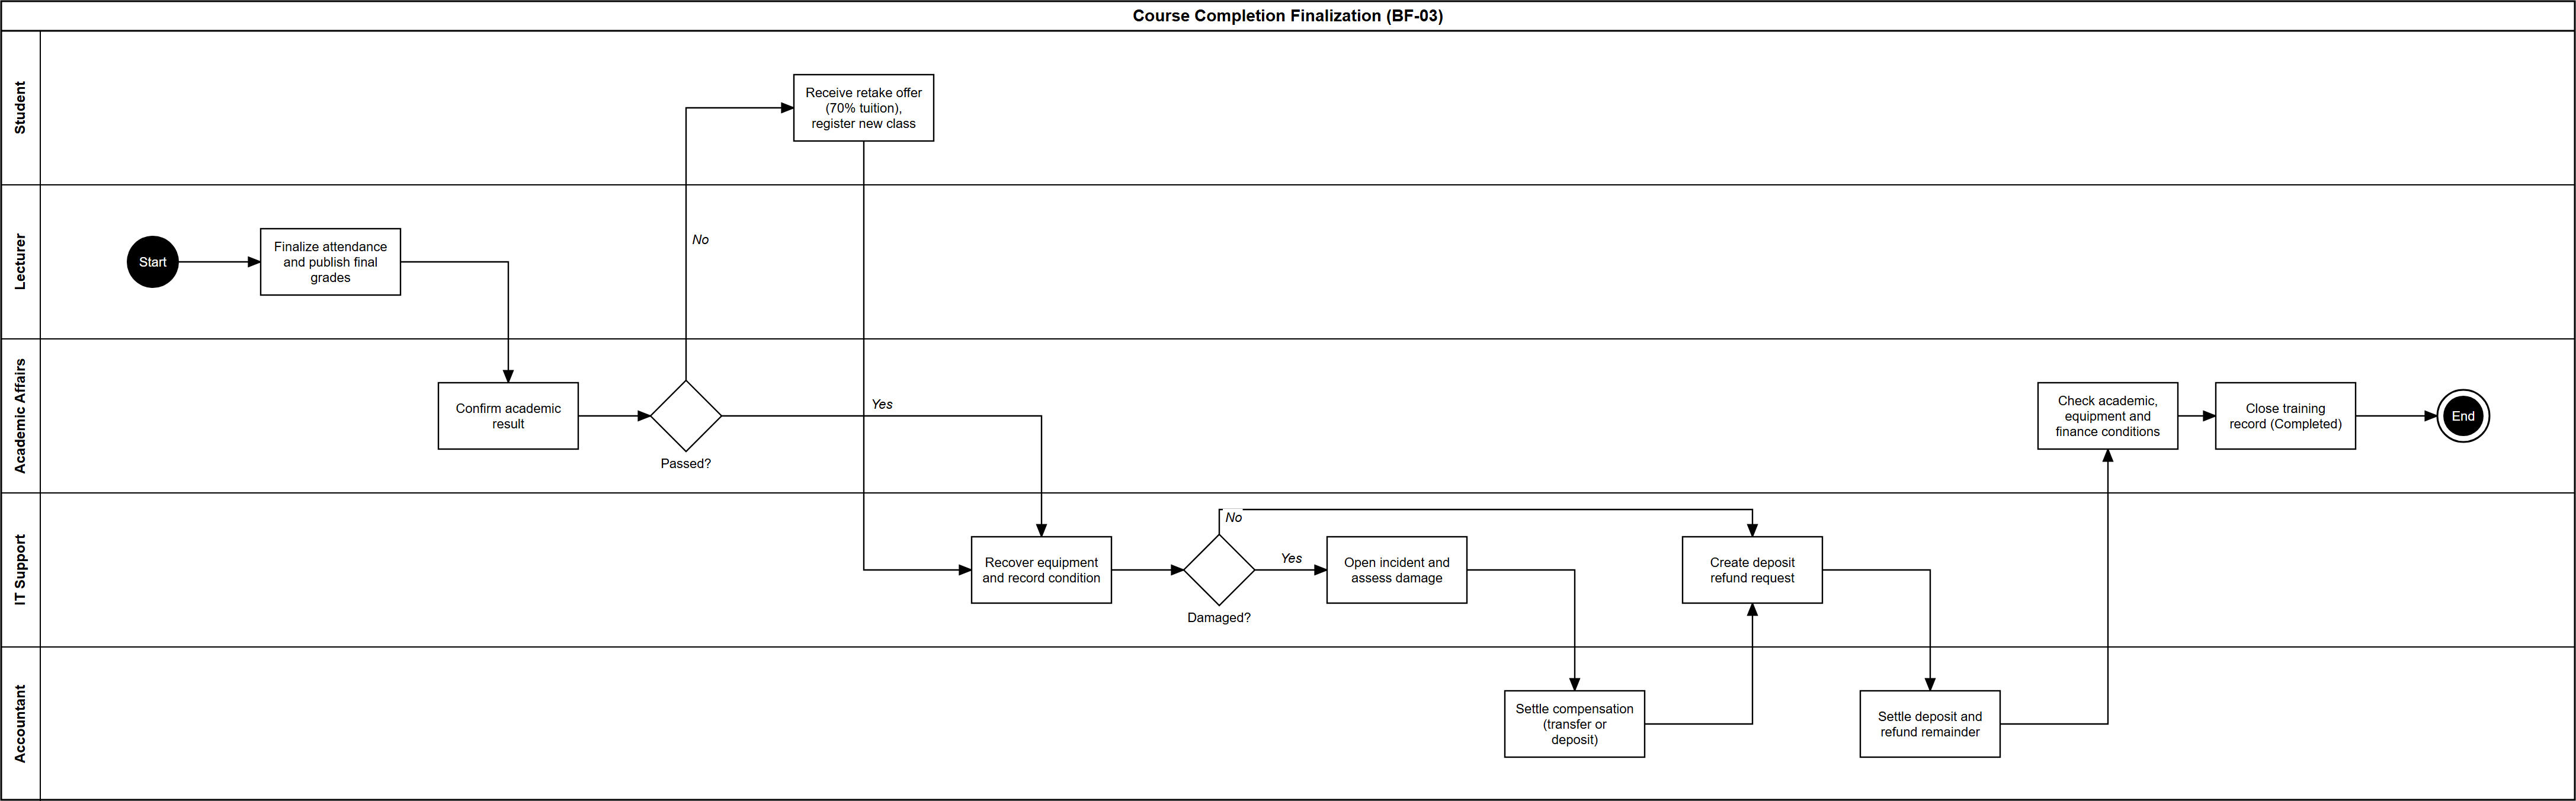 Course Completion Finalization (BF-03)
Student
Receive retake offer
(70% tuition),
register new class
Lecturer
Start
Finalize attendance
and publish final
grades
No
Academic Affairs
Confirm academic
result
Passed?
Yes
Check academic,
equipment and
finance conditions
Close training
record (Completed)
End
IT Support
Recover equipment
and record condition
No
Damaged?
Yes
Open incident and
assess damage
Create deposit
refund request
Accountant
Settle compensation
(transfer or
deposit)
Settle deposit and
refund remainder